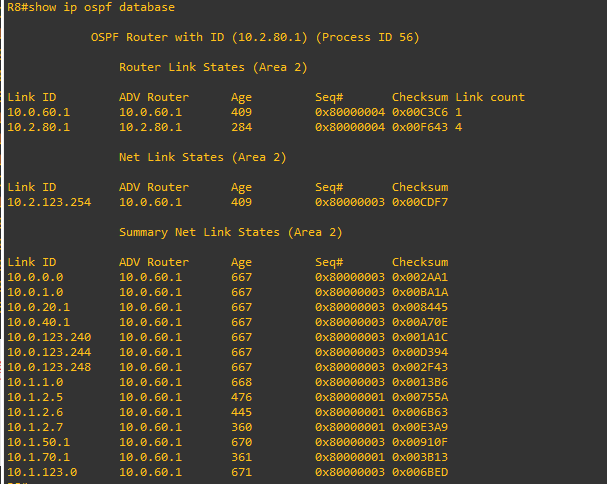 R8#show ip ospf database
OSPF Router with ID (10.2.80.1) (Process ID 56)
Router Link States (Area 2)
Link ID ADV Router Age Seq# Checksum Link count
10.0.60.1 10.0.60.1 409 0x80000004 0x00C3C6 1
10.2.80.1 10.2.80.1 284 0x80000004 0x00F643 4
Net Link States (Area 2)
Link ID ADV Router Age Seq# Checksum
10.2.123.254 10.0.60.1 409 0x80000003 0x00CDF7
Summary Net Link States (Area 2)
Link ID ADV Router Age Seq# Checksum
10.0.0.0 10.0.60.1 667 0x80000003 0x002AA1
10.0.1.0 10.0.60.1 667 0x80000003 0x00BA1A
10.0.20.1 10.0.60.1 667 0x80000003 0x008445
10.0.40.1 10.0.60.1 667 0x80000003 0x00A70E
10.0.123.240 10.0.60.1 667 0x80000003 0x001A1C
10.0.123.244 10.0.60.1 667 0x80000003 0x00D394
10.0.123.248 10.0.60.1 667 0x80000003 0x002F43
10.1.1.0 10.0.60.1 668 0x80000003 0x0013B6
10.1.2.5 10.0.60.1 476 0x80000001 0x00755A
10.1.2.6 10.0.60.1 445 0x80000001 0x006B63
10.1.2.7 10.0.60.1 360 0x80000001 0x00E3A9
10.1.50.1 10.0.60.1 670 0x80000003 0x00910F
10.1.70.1 10.0.60.1 361 0x80000001 0x003B13
10.1.123.0 10.0.60.1 671 0x80000003 0x006BED